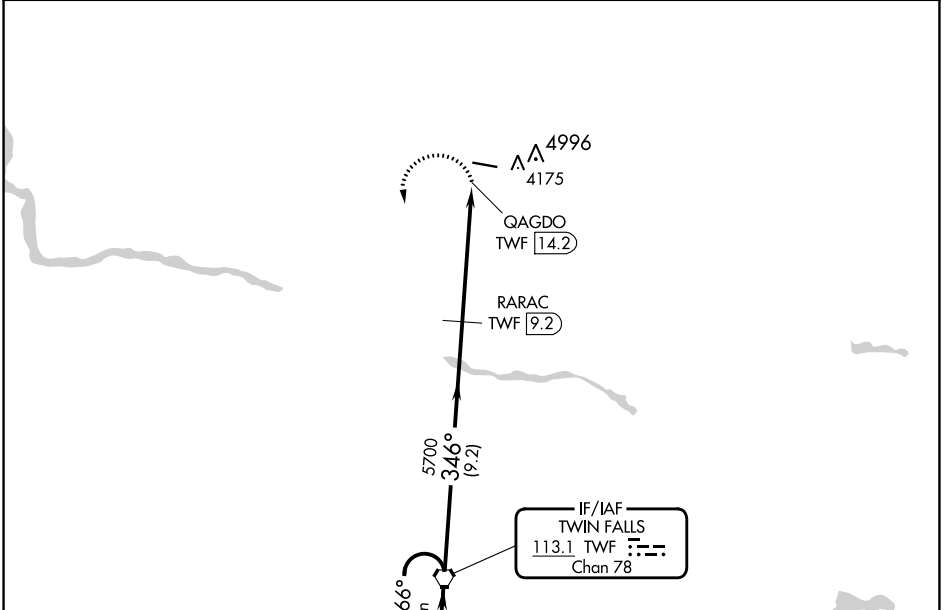 4996
4175
QAGDO
TWF 14.2
RARAC
TWF 9.2
5700
346°
(9.2)
IF/IAF
TWIN FALLS
113.1 TWF
Chan 78